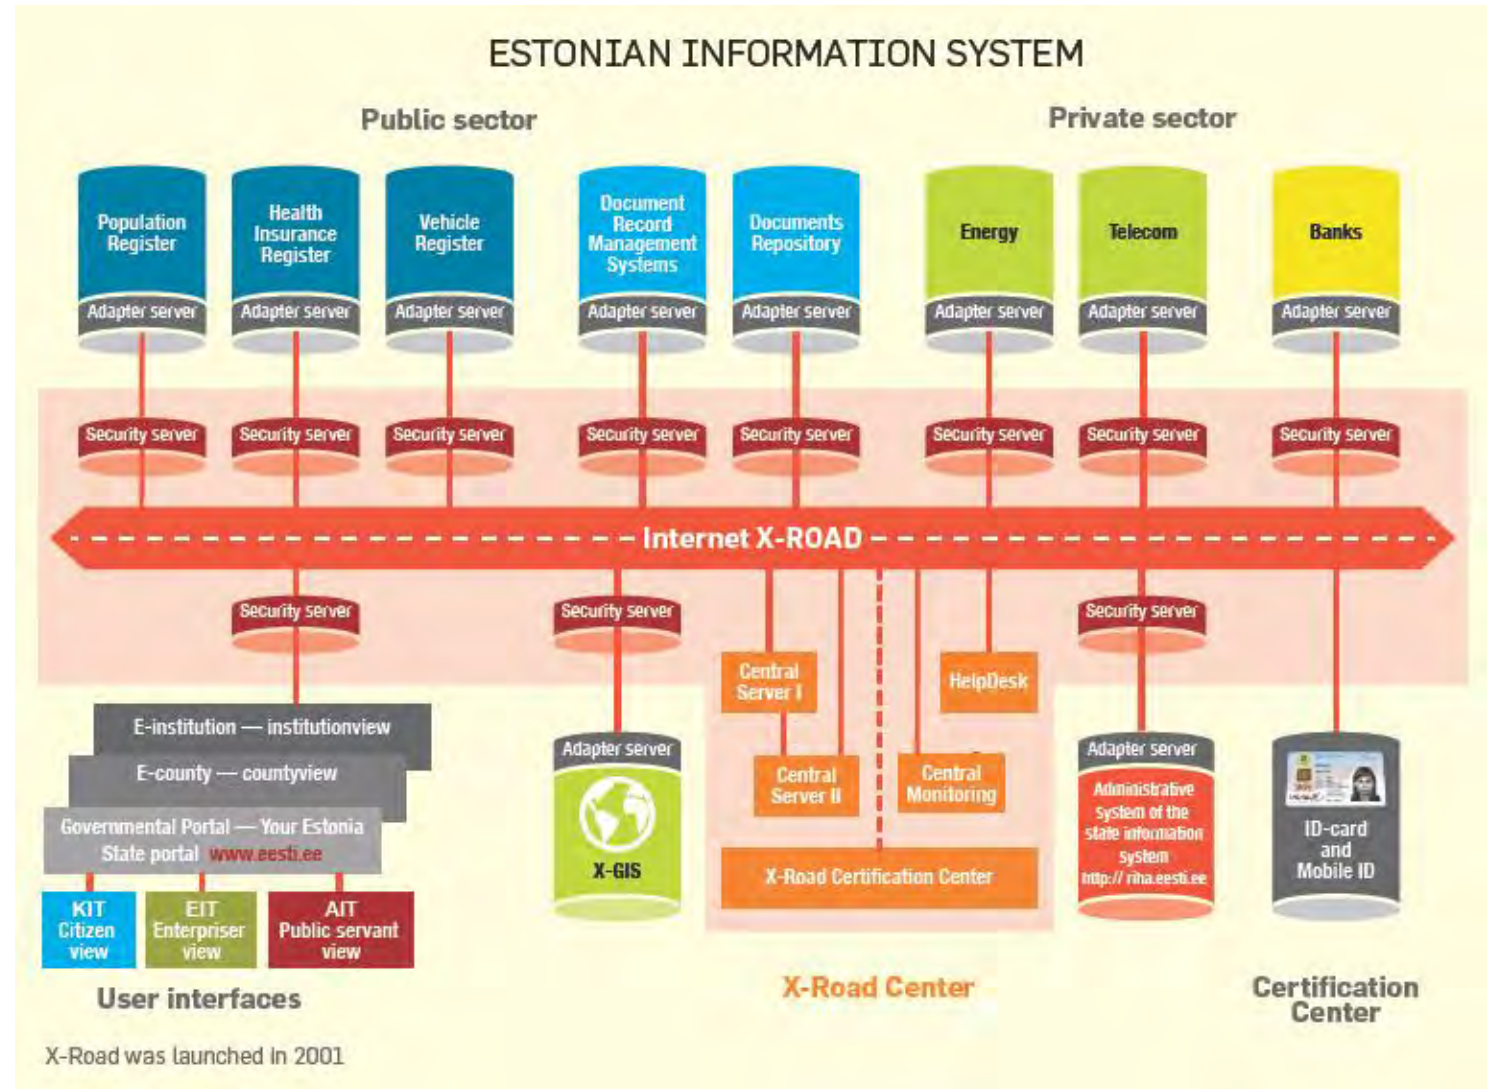 ESTONIAN INFORMATION SYSTEM
Public sector
Private sector
Population
Register
Health
Insurance
Register
Vehicle
Register
Document
Record
Management
Systems
Documents
Repository
Energy
Telecom
Banks
Adapter server
Adapter server
Adapter server
Adapter server
Adapter server
Adapter server
Adapter server
Adapter server
Security server
Security server
Security server
Security server
Security server
Security server
Security server
Security server
Internet X-ROAD
Security server
Security server
Security server
Central
Server I
HelpDesk
E-institution — institutionview
E-county — countyview
Governmental Portal — Your Estonia
State portal www.eesti.ee
KIT
Citizen
view
EIT
Enterpriser
view
AIT
Public servant
view
User interfaces
Adapter server
X-GIS
Central
Server II
Central
Monitoring
X-Road Certification Center
X-Road Center
Adapter server
Administrative
system of the
state information
system
http:// riha.eesti.ee
ID-card
and
Mobile ID
Certification
Center
X-Road was launched in 2001